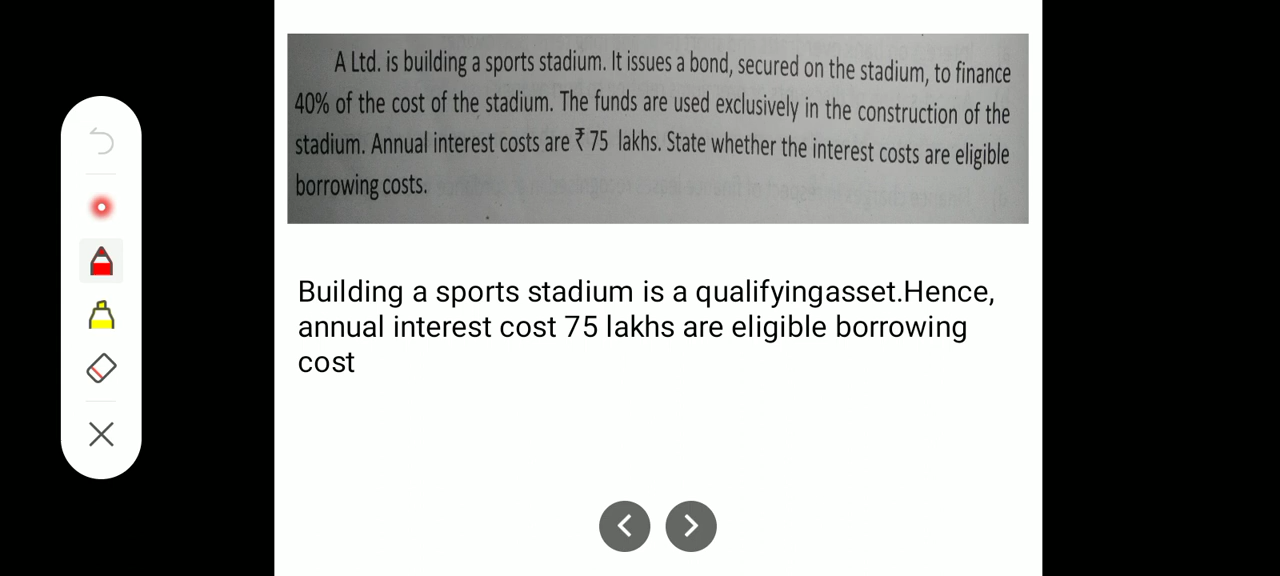 A Ltd. is building a sports stadium. It issues a bond, secured on the stadium, to finance
40% of the cost of the stadium. The funds are used exclusively in the construction of the
stadium. Annual interest costs are ₹ 75 lakhs. State whether the interest costs are eligible
borrowing costs.
Building a sports stadium is a qualifyingasset.Hence,
annual interest cost 75 lakhs are eligible borrowing
cost